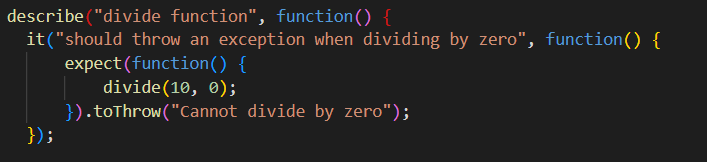 describe("divide function", function() {
  it("should throw an exception when dividing by zero", function() {
      expect(function() {
          divide(10, 0);
      }).toThrow("Cannot divide by zero");
  });